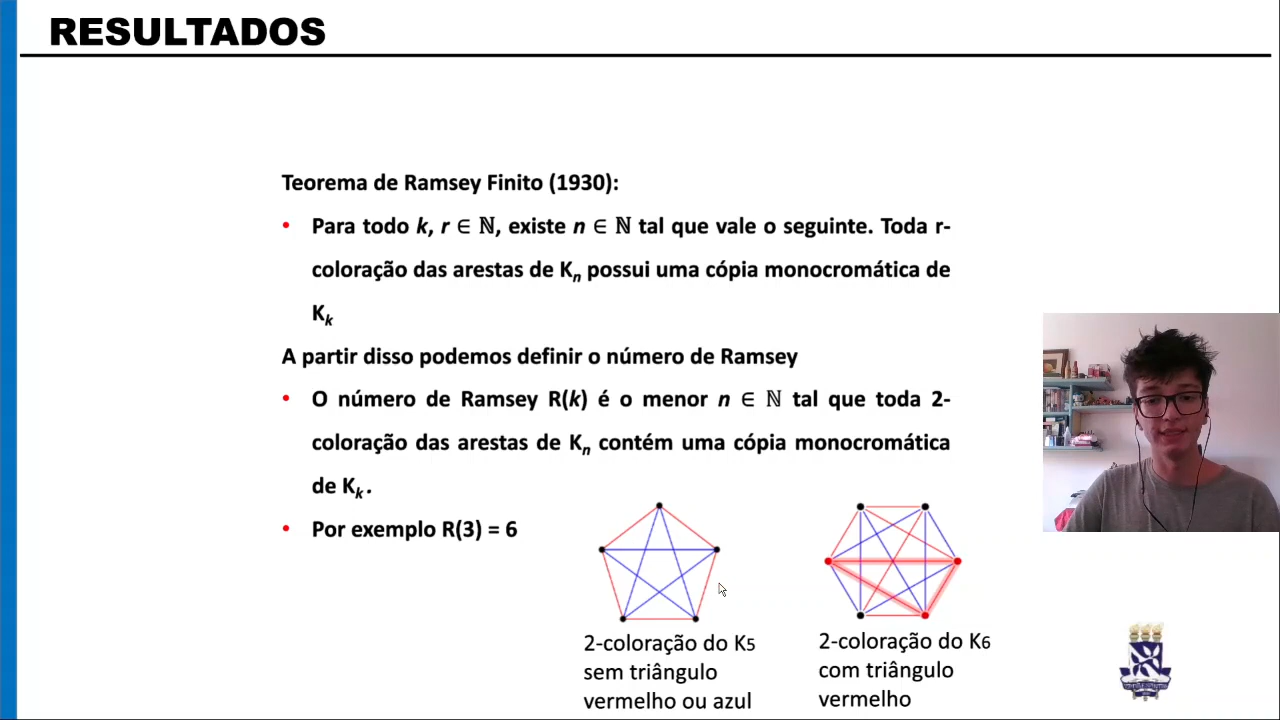 RESULTADOS
Teorema de Ramsey Finito (1930):
• Para todo k, r ∈ ℕ, existe n ∈ ℕ tal que vale o seguinte. Toda r-
coloração das arestas de Kn possui uma cópia monocromática de
Kk
A partir disso podemos definir o número de Ramsey
• O número de Ramsey R(k) é o menor n ∈ ℕ tal que toda 2-
coloração das arestas de Kn contém uma cópia monocromática
de Kk.
• Por exemplo R(3) = 6
2-coloração do K5
sem triângulo
vermelho ou azul
2-coloração do K6
com triângulo
vermelho